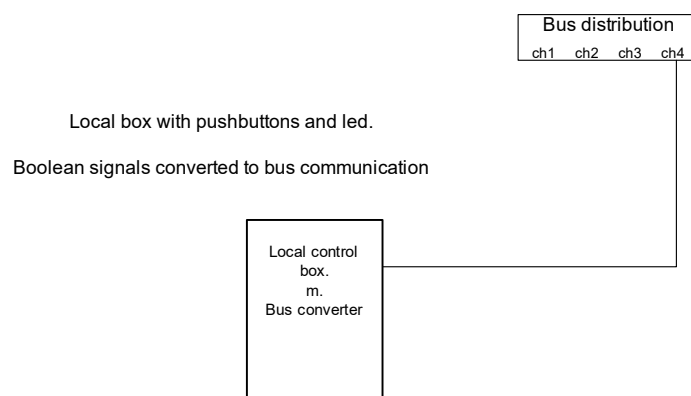 Bus distribution
ch1 ch2 ch3 ch4
Local box with pushbuttons and led.
Boolean signals converted to bus communication
Local control
box.
m.
Bus converter